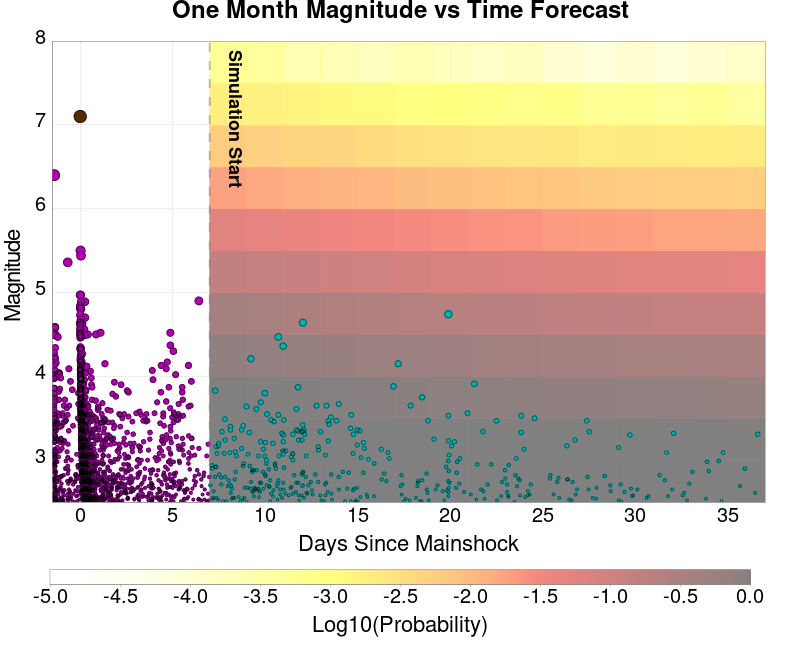 One Month Magnitude vs Time Forecast
8
7
6
5
4
3
Magnitude
Simulation Start
0 5 10 15 20 25 30 35
Days Since Mainshock
-5.0 -4.5 -4.0 -3.5 -3.0 -2.5 -2.0 -1.5 -1.0 -0.5 0.0
Log10(Probability)